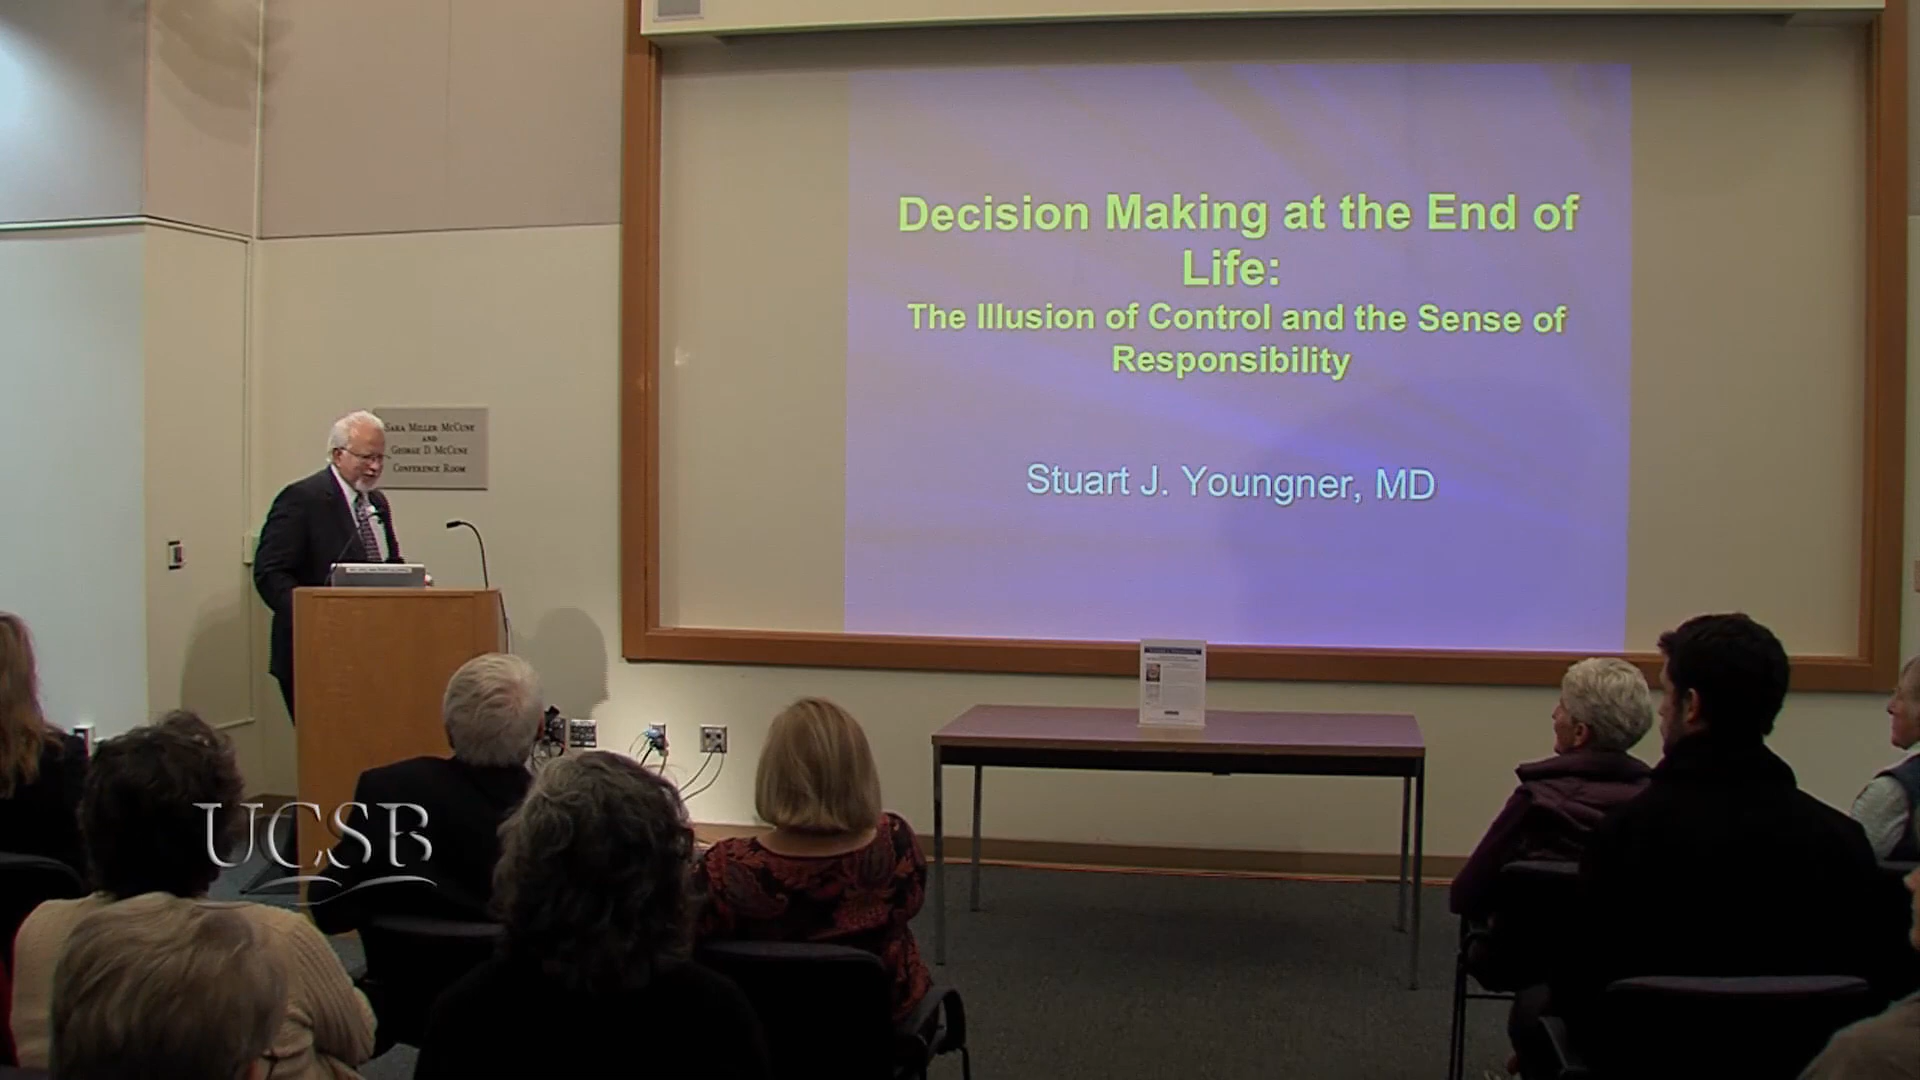 Decision Making at the End of
Life:
The Illusion of Control and the Sense of
Responsibility
Stuart J. Youngner, MD
Sara Miller McCune
and
George D. McCune
Conference Room
UCSB